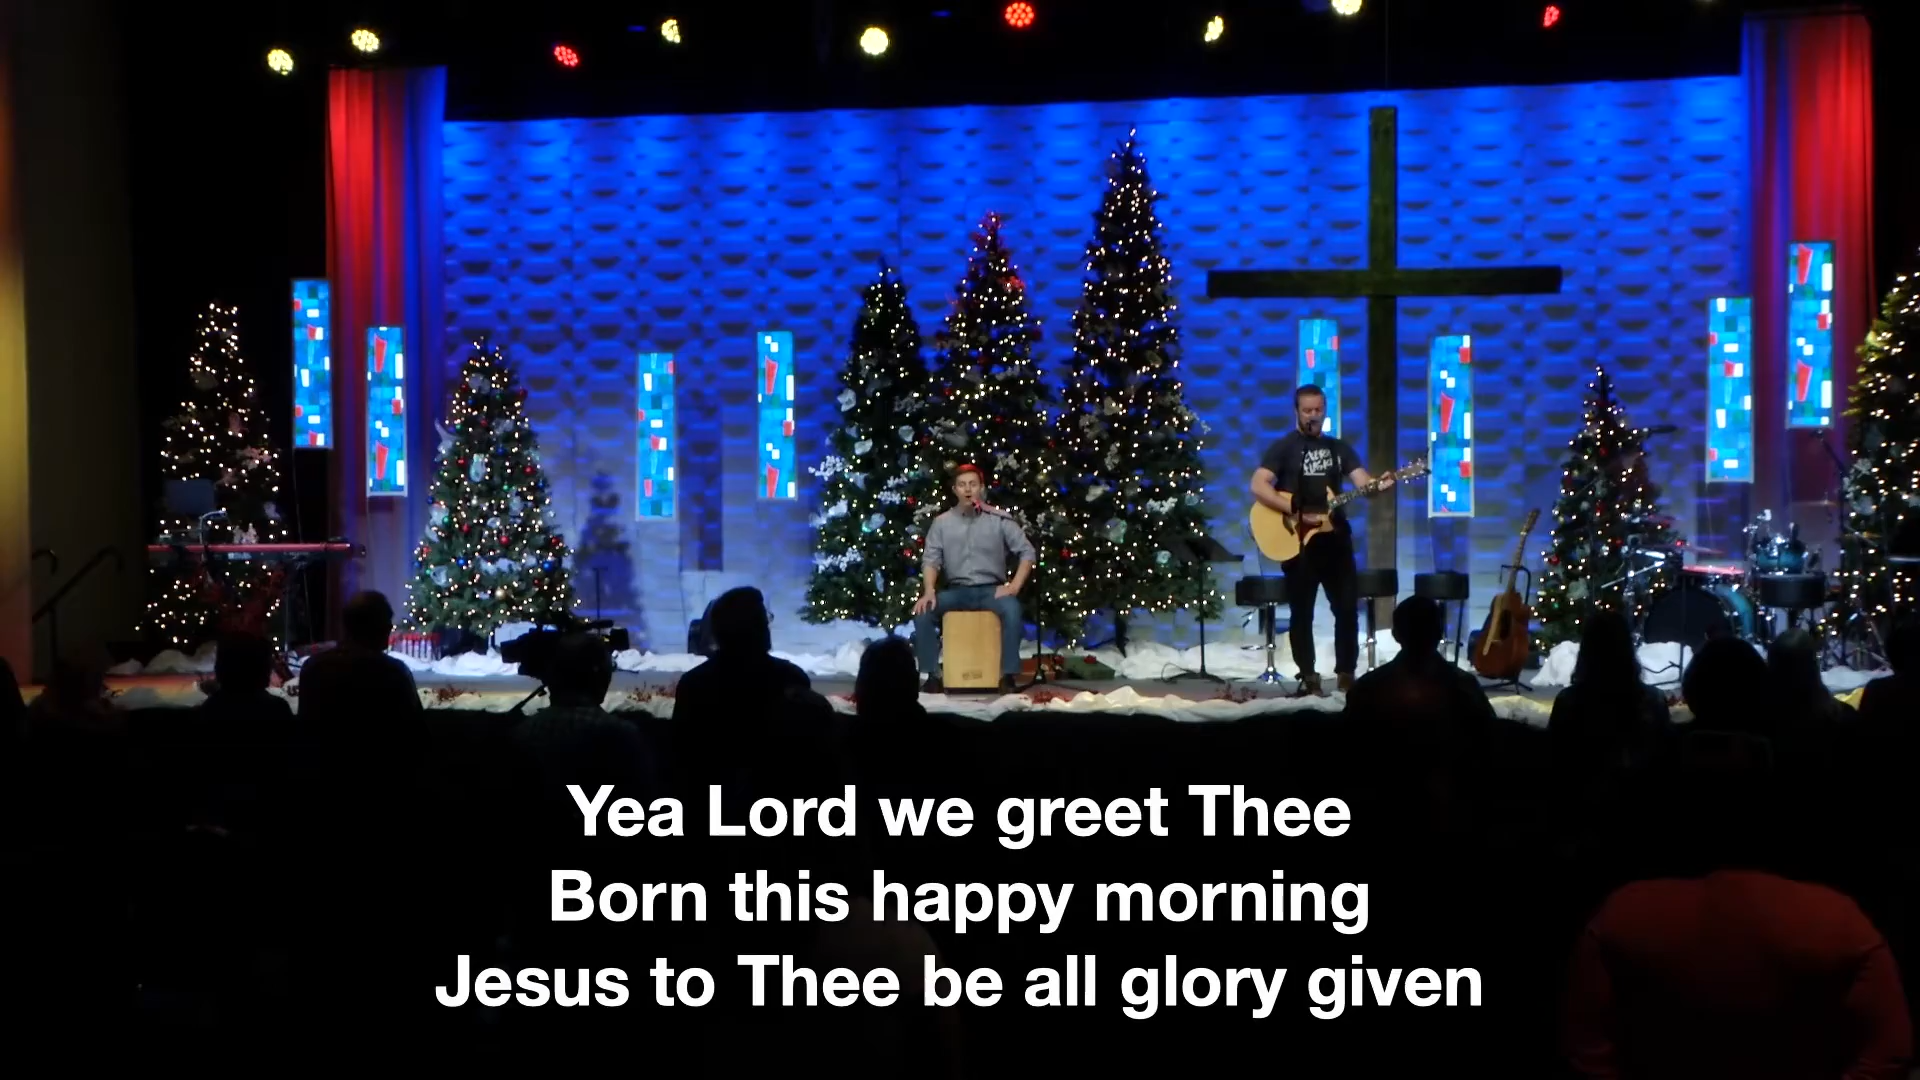 Yea Lord we greet Thee
Born this happy morning
Jesus to Thee be all glory given